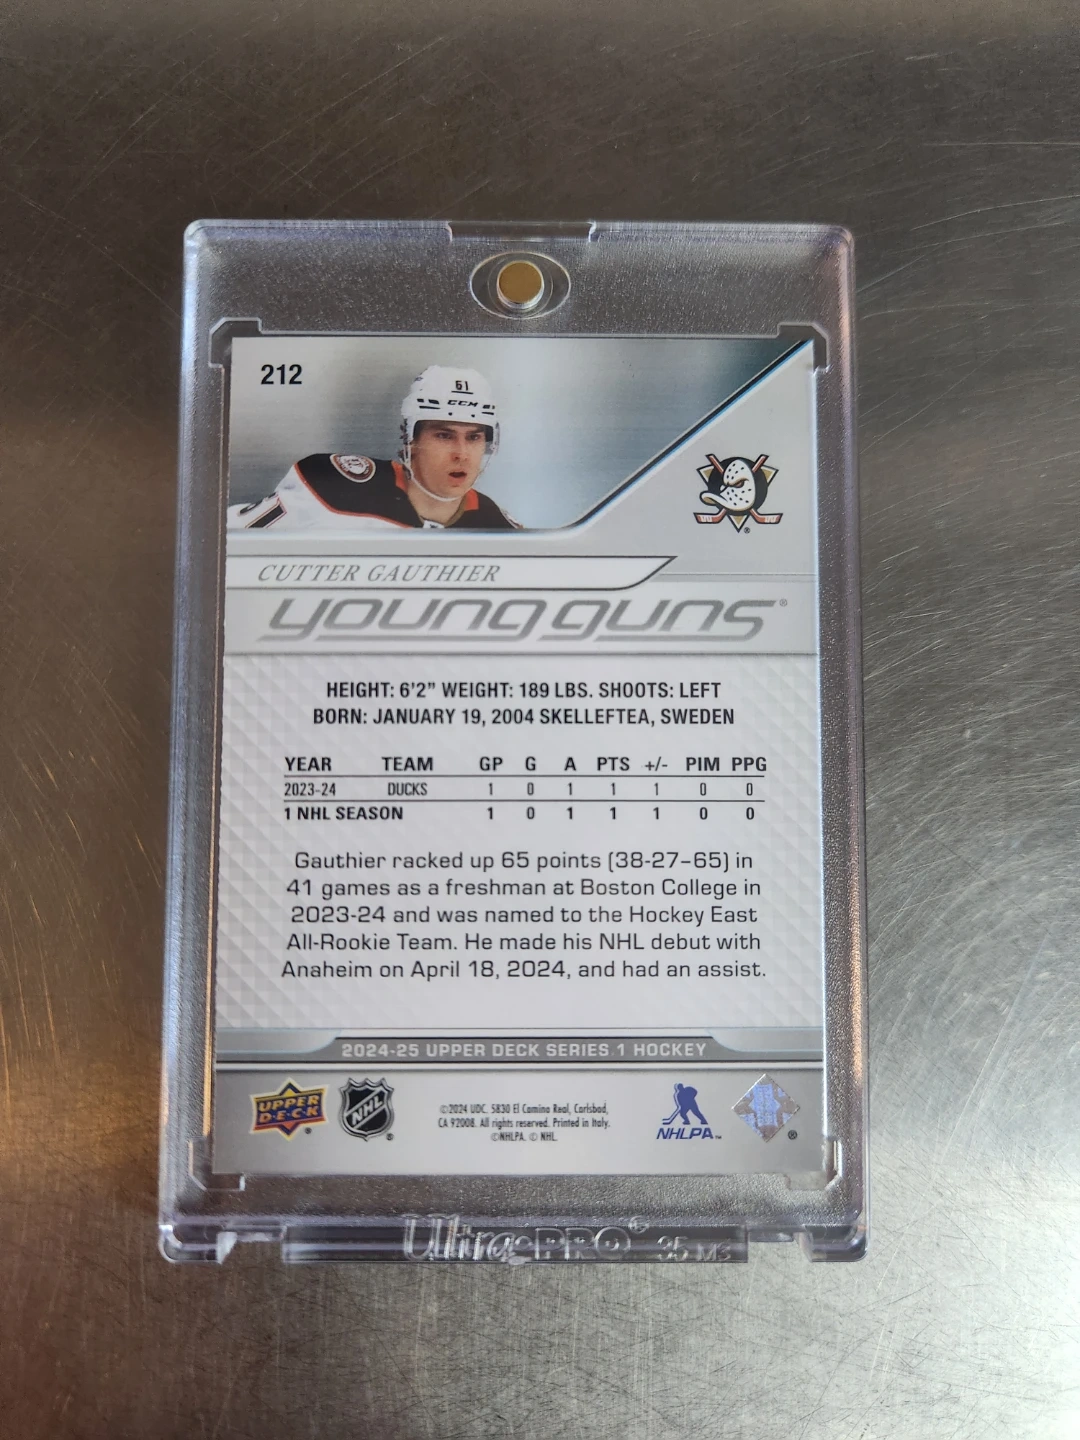 212
61
CCM 61
61
CUTTER GAUTHIER
young guns®
HEIGHT: 6'2" WEIGHT: 189 LBS. SHOOTS: LEFT
BORN: JANUARY 19, 2004 SKELLEFTEA, SWEDEN
YEAR TEAM GP G A PTS +/- PIM PPG
2023-24 DUCKS 1 0 1 1 1 0 0
1 NHL SEASON 1 0 1 1 1 0 0
Gauthier racked up 65 points (38-27–65) in
41 games as a freshman at Boston College in
2023-24 and was named to the Hockey East
All-Rookie Team. He made his NHL debut with
Anaheim on April 18, 2024, and had an assist.
2024-25 UPPER DECK SERIES 1 HOCKEY
UPPER DECK®
NHL®
©2024 UDC. 5830 El Camino Real, Carlsbad,
CA 92008. All rights reserved. Printed in Italy.
©NHLPA. © NHL.
NHLPA™
®
Ultra·PRO® 35 MS